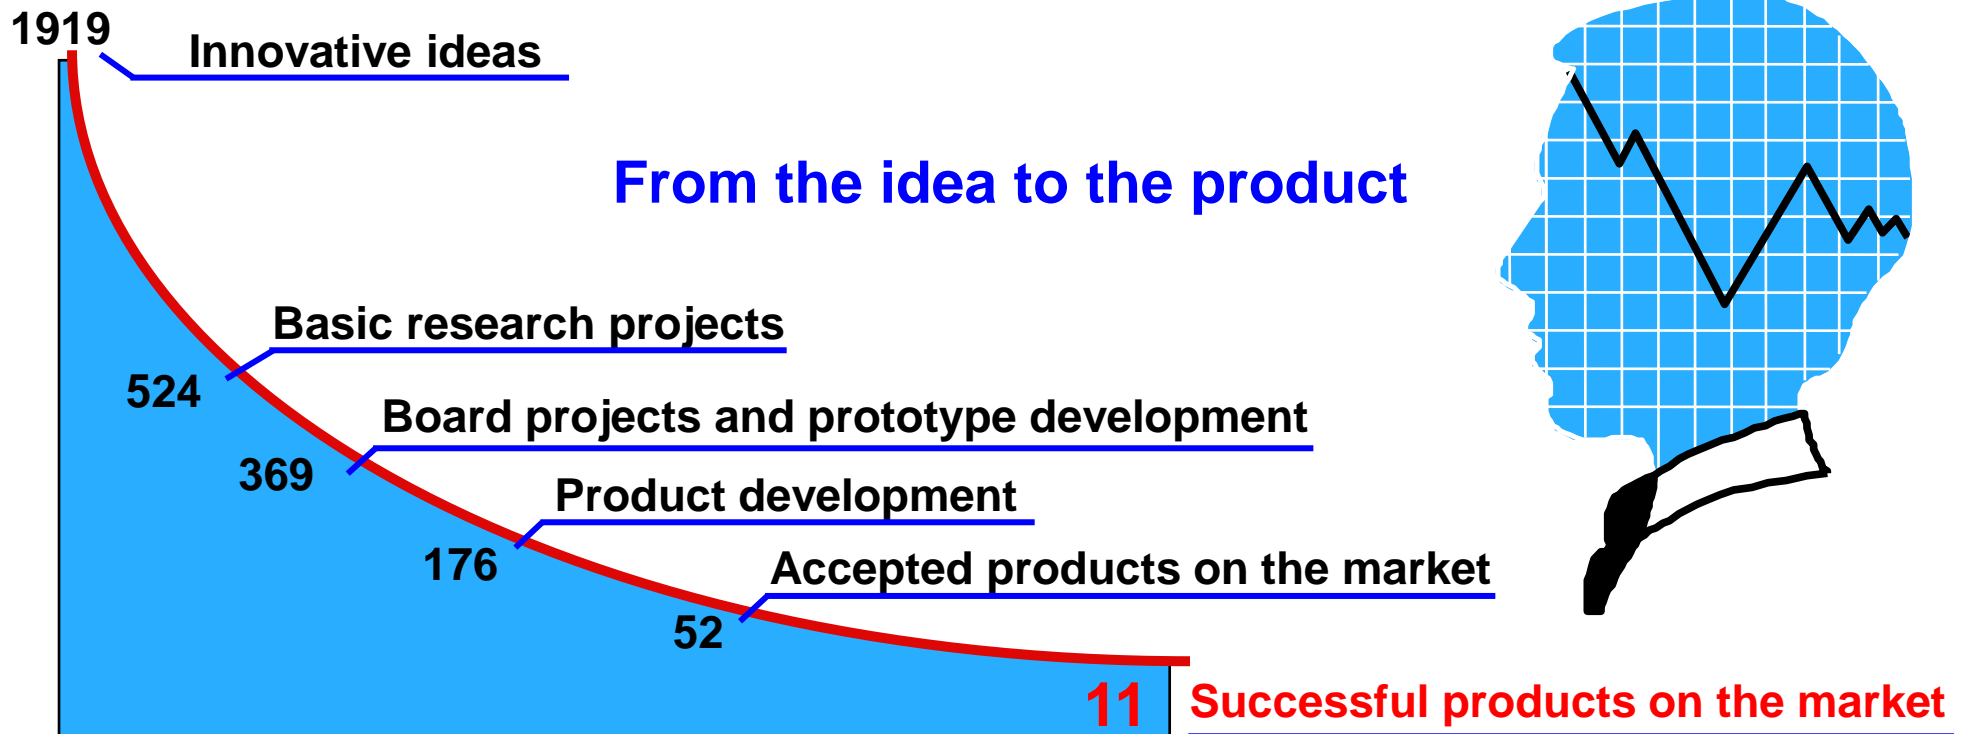 1919
Innovative ideas
From the idea to the product
Basic research projects
524
Board projects and prototype development
369
Product development
176
Accepted products on the market
52
11
Successful products on the market